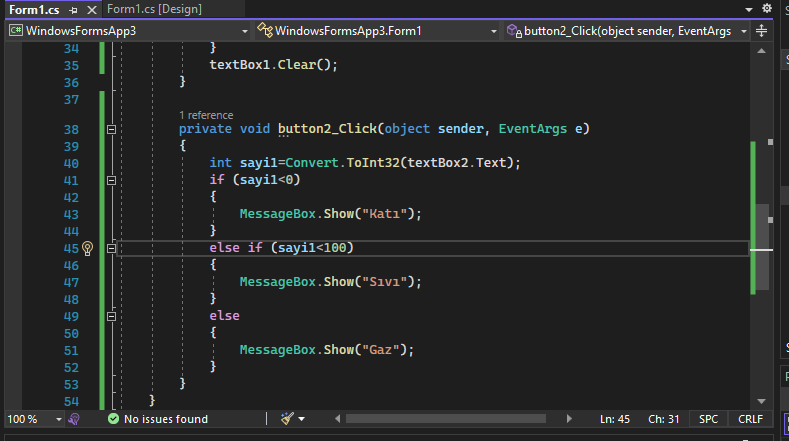 Form1.cs Form1.cs [Design]
WindowsFormsApp3 WindowsFormsApp3.Form1 button2_Click(object sender, EventArgs
34 }
35 textBox1.Clear();
36 }
37
1 reference
38 private void button2_Click(object sender, EventArgs e)
39 {
40 int sayi1=Convert.ToInt32(textBox2.Text);
41 if (sayi1<0)
42 {
43 MessageBox.Show("Katı");
44 }
45 else if (sayi1<100)
46 {
47 MessageBox.Show("Sıvı");
48 }
49 else
50 {
51 MessageBox.Show("Gaz");
52 }
53 }
54 }
100 % No issues found Ln: 45 Ch: 31 SPC CRLF